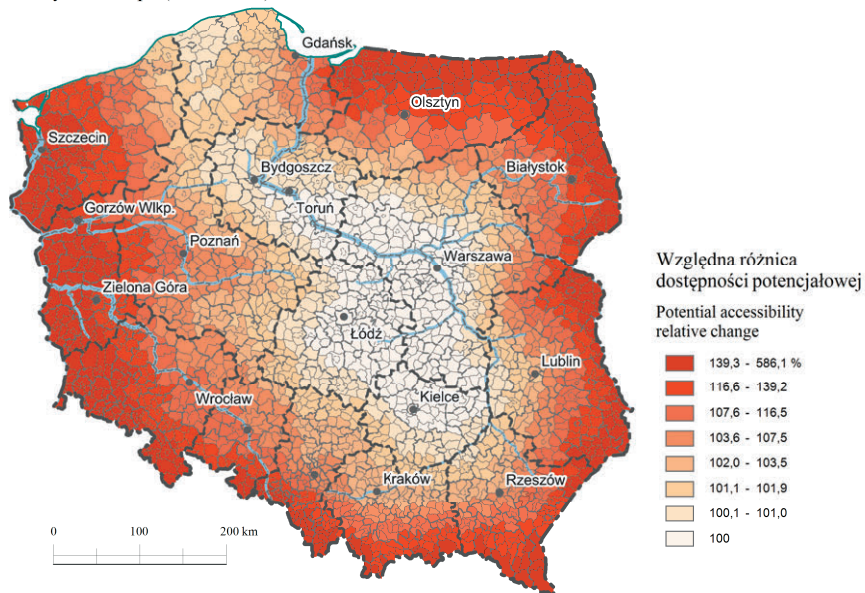 Gdańsk
Olsztyn
Szczecin
Bydgoszcz
Białystok
Toruń
Gorzów Wlkp.
Poznań
Warszawa
Zielona Góra
Łódź
Lublin
Wrocław
Kielce
Kraków
Rzeszów
0 100 200 km
Względna różnica
dostępności potencjałowej
Potential accessibility
relative change
139,3 - 586,1 %
116,6 - 139,2
107,6 - 116,5
103,6 - 107,5
102,0 - 103,5
101,1 - 101,9
100,1 - 101,0
100